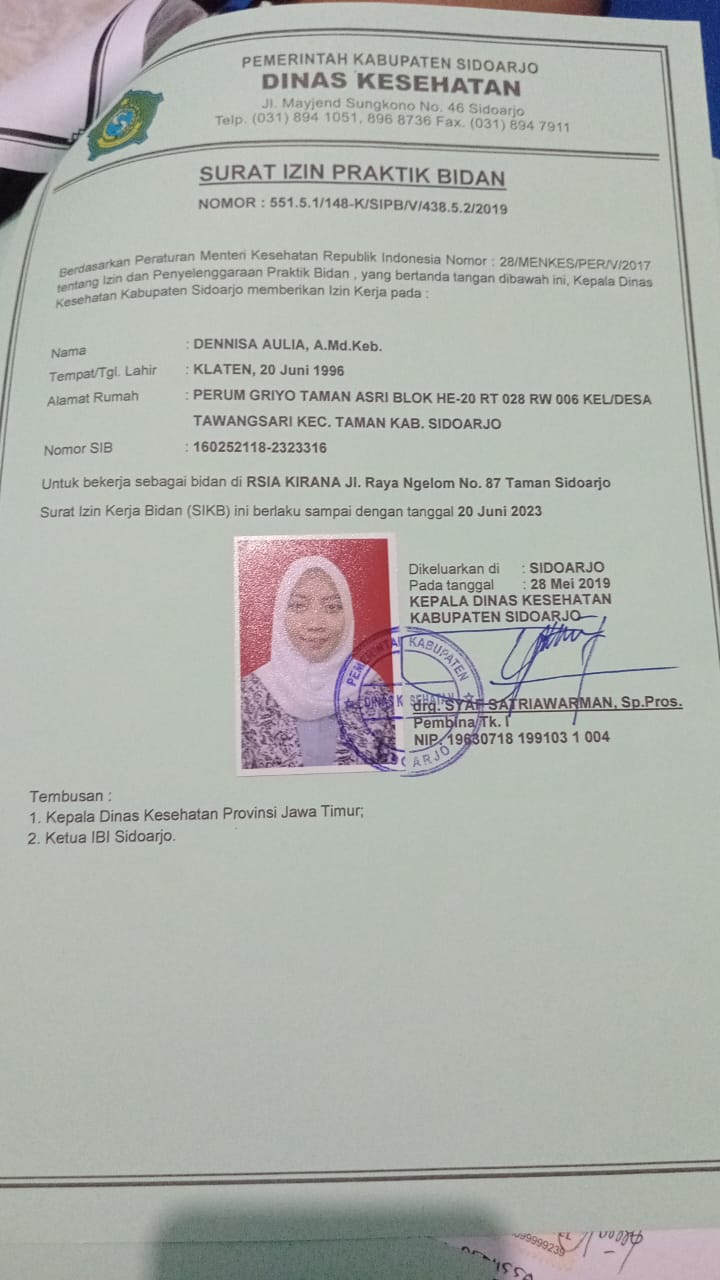 PEMERINTAH KABUPATEN SIDOARJO
DINAS KESEHATAN
Jl. Mayjend Sungkono No. 46 Sidoarjo
Telp. (031) 894 1051, 896 8736 Fax. (031) 894 7911
SURAT IZIN PRAKTIK BIDAN
NOMOR : 551.5.1/148-K/SIPB/V/438.5.2/2019
Berdasarkan Peraturan Menteri Kesehatan Republik Indonesia Nomor : 28/MENKES/PER/V/2017
tentang Izin dan Penyelenggaraan Praktik Bidan , yang bertanda tangan dibawah ini, Kepala Dinas
Kesehatan Kabupaten Sidoarjo memberikan Izin Kerja pada :
Nama : DENNISA AULIA, A.Md.Keb.
Tempat/Tgl. Lahir : KLATEN, 20 Juni 1996
Alamat Rumah : PERUM GRIYO TAMAN ASRI BLOK HE-20 RT 028 RW 006 KEL/DESA
TAWANGSARI KEC. TAMAN KAB. SIDOARJO
Nomor SIB : 160252118-2323316
Untuk bekerja sebagai bidan di RSIA KIRANA Jl. Raya Ngelom No. 87 Taman Sidoarjo
Surat Izin Kerja Bidan (SIKB) ini berlaku sampai dengan tanggal 20 Juni 2023
Dikeluarkan di : SIDOARJO
Pada tanggal : 28 Mei 2019
KEPALA DINAS KESEHATAN
KABUPATEN SIDOARJO
drg. SYAF SATRIAWARMAN, Sp.Pros.
Pembina Tk. I
NIP. 19630718 199103 1 004
KABUPATEN
Tembusan :
1. Kepala Dinas Kesehatan Provinsi Jawa Timur;
2. Ketua IBI Sidoarjo.